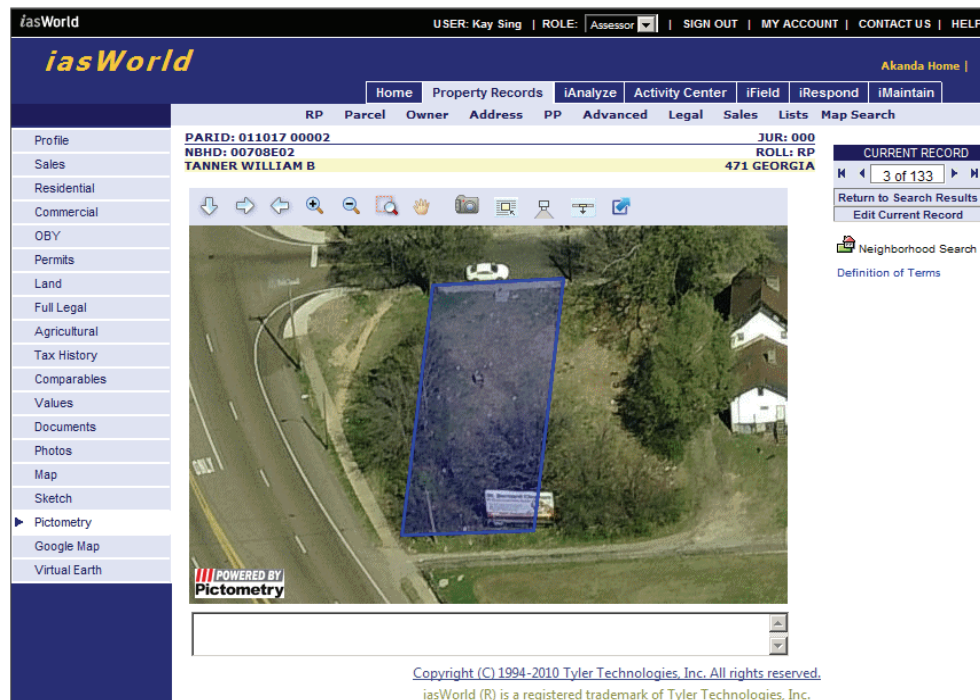 iasWorld
USER: Kay Sing | ROLE: Assessor | SIGN OUT | MY ACCOUNT | CONTACT US | HELP
iasWorld
Akanda Home |
Home Property Records iAnalyze Activity Center iField iRespond iMaintain
RP Parcel Owner Address PP Advanced Legal Sales Lists Map Search
Profile
Sales
Residential
Commercial
OBY
Permits
Land
Full Legal
Agricultural
Tax History
Comparables
Values
Documents
Photos
Map
Sketch
Pictometry
Google Map
Virtual Earth
PARID: 011017 00002 JUR: 000
NBHD: 00708E02 ROLL: RP
TANNER WILLIAM B 471 GEORGIA
CURRENT RECORD
3 of 133
Return to Search Results
Edit Current Record
Neighborhood Search
Definition of Terms
POWERED BY
Pictometry
Copyright (C) 1994-2010 Tyler Technologies, Inc. All rights reserved.
iasWorld (R) is a registered trademark of Tyler Technologies, Inc.